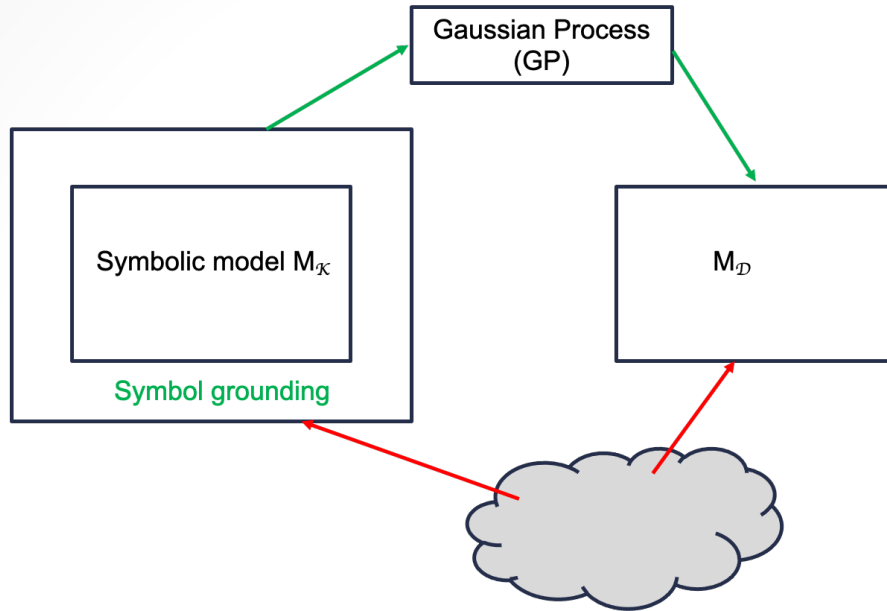 Gaussian Process
(GP)
Symbolic model M𝒦
M𝒟
Symbol grounding